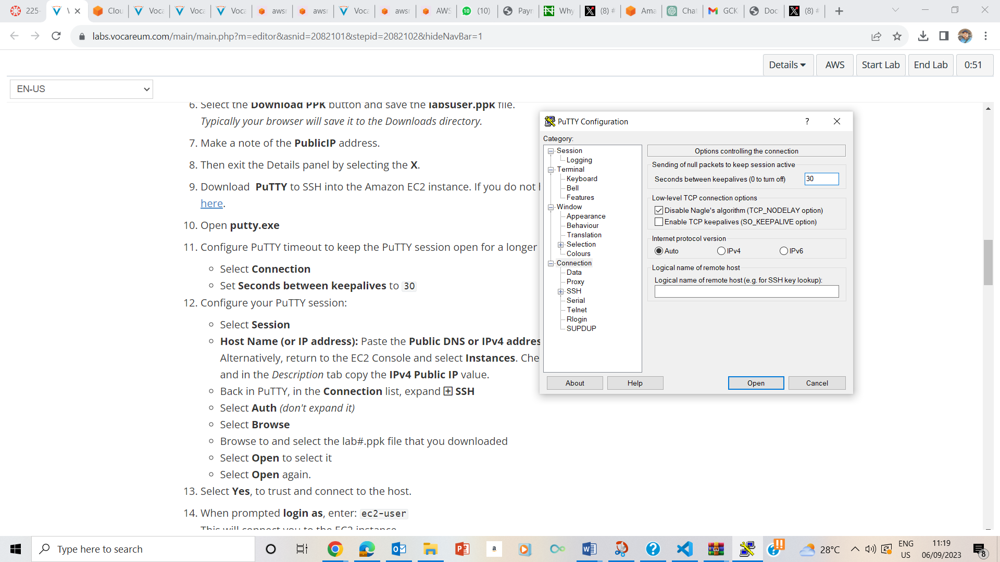 225-
V
Clou
Voca
Voca
Voca
awsr
awsr
Voca
awsr
AWS
(10)
Payn
Why
(8) #
Ama
Chat
GCK
Doc
(8) #
labs.vocareum.com/main/main.php?m=editor&asnid=2082101&stepid=2082102&hideNavBar=1
Details
AWS
Start Lab
End Lab
0:51
EN-US
6. Select the Download PPK button and save the labsuser.ppk file.
Typically your browser will save it to the Downloads directory.
7. Make a note of the PublicIP address.
8. Then exit the Details panel by selecting the X.
9. Download PuTTY to SSH into the Amazon EC2 instance. If you do not
here.
10. Open putty.exe
11. Configure PuTTY timeout to keep the PuTTY session open for a longer
Select Connection
Set Seconds between keepalives to 30
12. Configure your PuTTY session:
Select Session
Host Name (or IP address): Paste the Public DNS or IPv4 addres
Alternatively, return to the EC2 Console and select Instances. Che
and in the Description tab copy the IPv4 Public IP value.
Back in PuTTY, in the Connection list, expand SSH
Select Auth (don't expand it)
Select Browse
Browse to and select the lab#.ppk file that you downloaded
Select Open to select it
Select Open again.
13. Select Yes, to trust and connect to the host.
14. When prompted login as, enter: ec2-user
This will connect you to the EC2 instance.
PuTTY Configuration
?
Category:
Session
Logging
Terminal
Keyboard
Bell
Features
Window
Appearance
Behaviour
Translation
Selection
Colours
Connection
Data
Proxy
SSH
Serial
Telnet
Rlogin
SUPDUP
Options controlling the connection
Sending of null packets to keep session active
Seconds between keepalives (0 to turn off)
30
Low-level TCP connection options
Disable Nagle's algorithm (TCP_NODELAY option)
Enable TCP keepalives (SO_KEEPALIVE option)
Internet protocol version
Auto
IPv4
IPv6
Logical name of remote host
Logical name of remote host (e.g. for SSH key lookup):
About
Help
Open
Cancel
Type here to search
28°C
ENG
US
11:19
06/09/2023
8